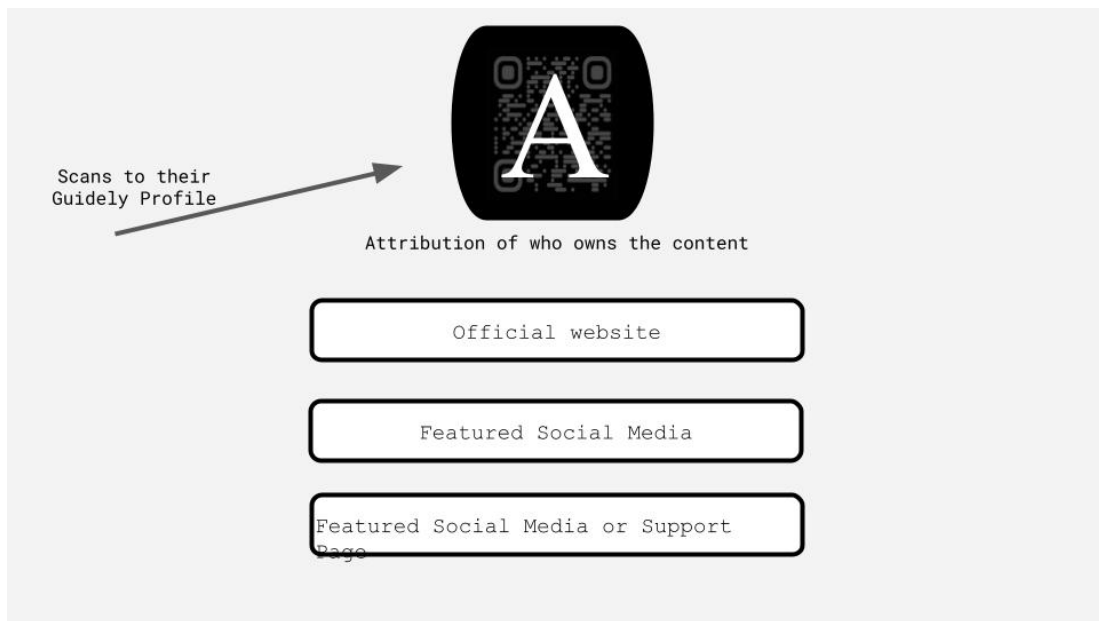 A
Scans to their
Guidely Profile
Attribution of who owns the content
Official website
Featured Social Media
Featured Social Media or Support
Page